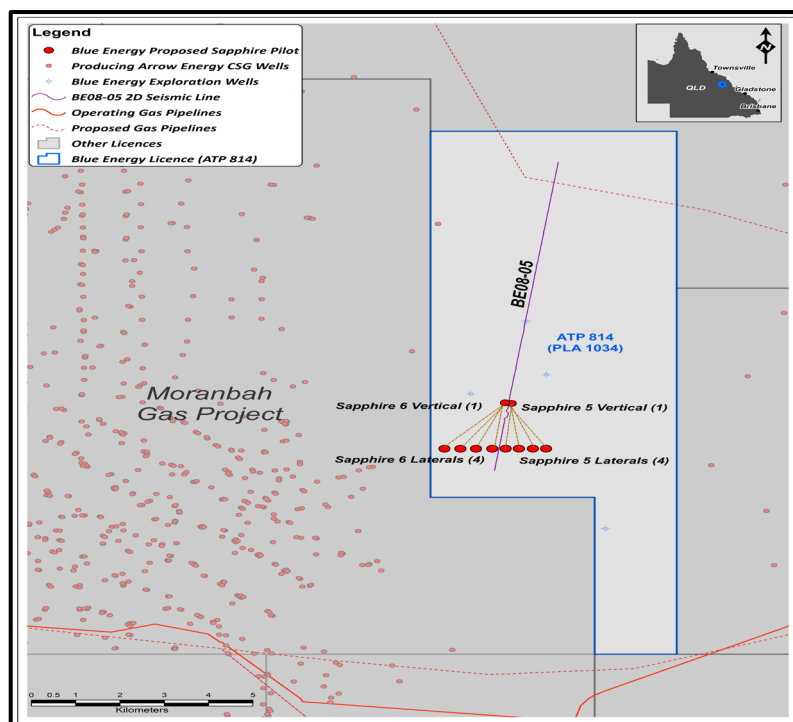 Legend
Blue Energy Proposed Sapphire Pilot
Producing Arrow Energy CSG Wells
Blue Energy Exploration Wells
BE08-05 2D Seismic Line
Operating Gas Pipelines
Proposed Gas Pipelines
Other Licences
Blue Energy Licence (ATP 814)
N
Townsville
QLD
Gladstone
Brisbane
BE08-05
ATP 814
(PLA 1034)
Moranbah
Gas Project
Sapphire 6 Vertical (1)
Sapphire 5 Vertical (1)
Sapphire 6 Laterals (4)
Sapphire 5 Laterals (4)
0 0.5 1 2 3 4 5
Kilometers